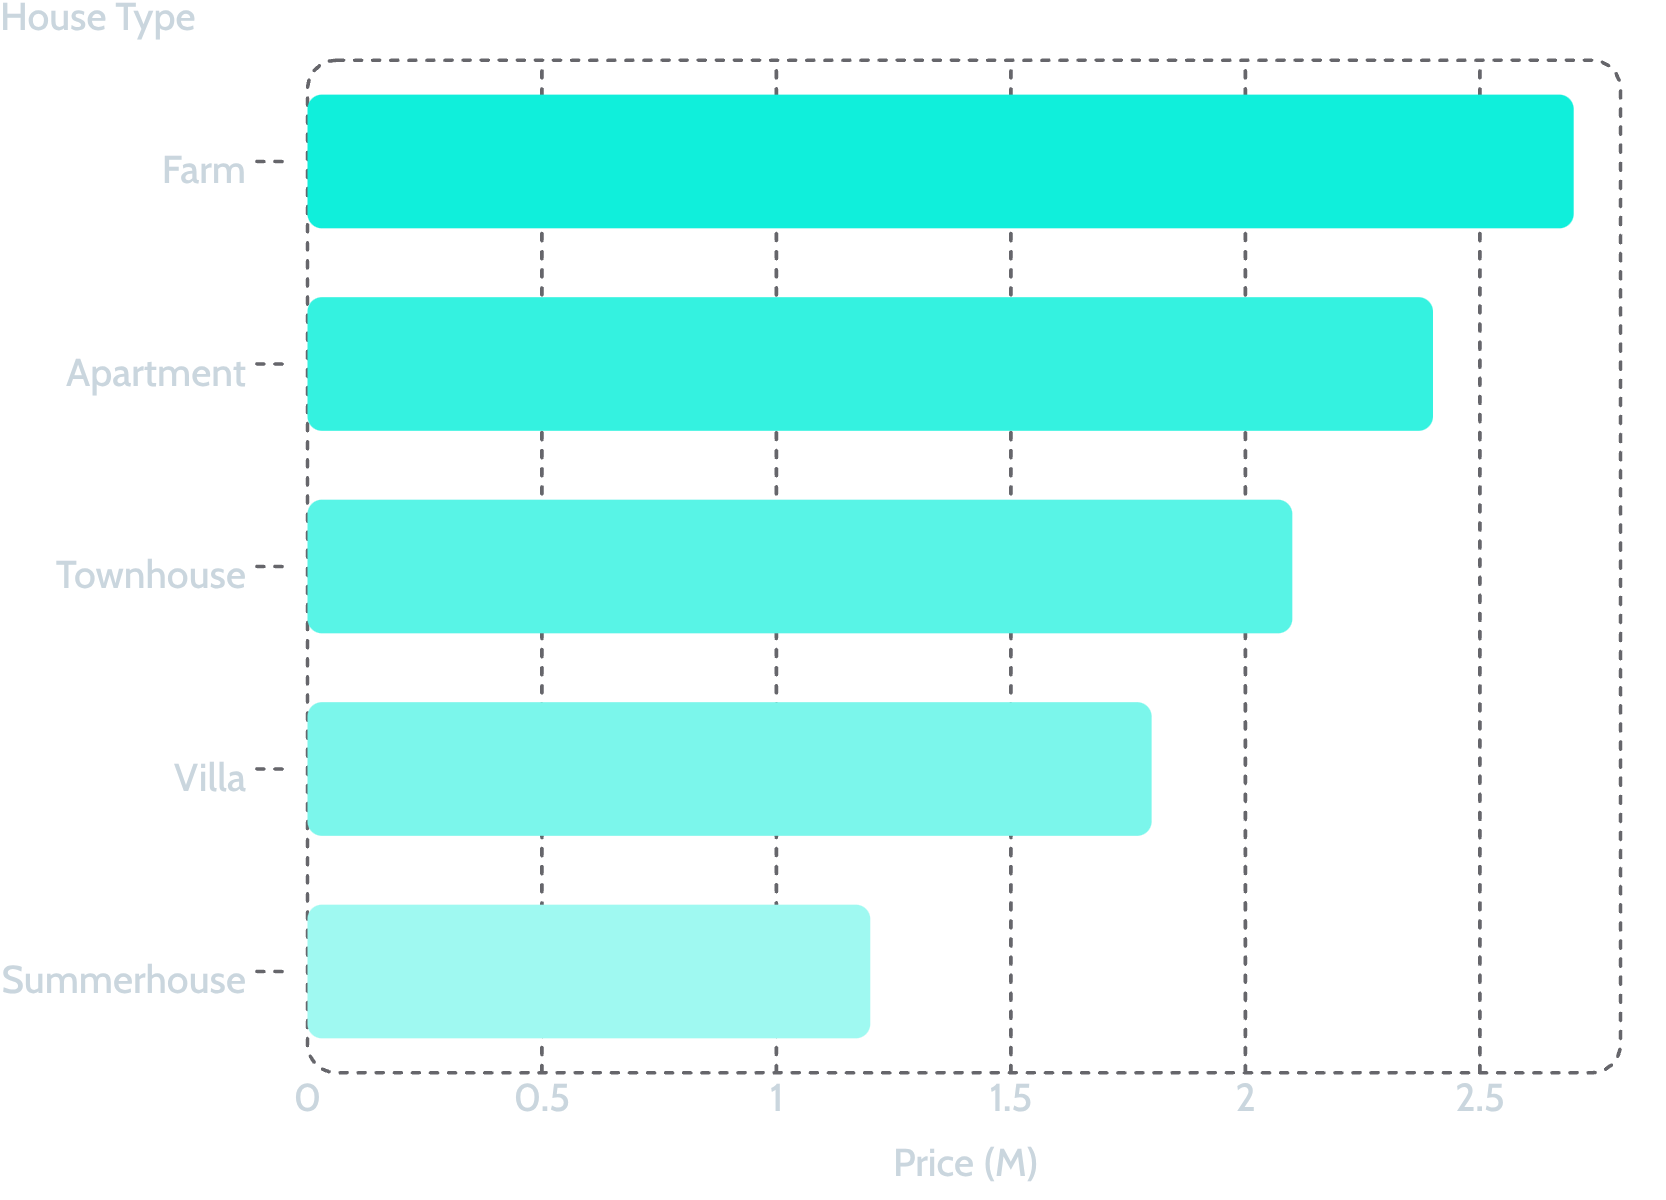 House Type
Farm
Apartment
Townhouse
Villa
Summerhouse
0 0.5 1 1.5 2 2.5
Price (M)